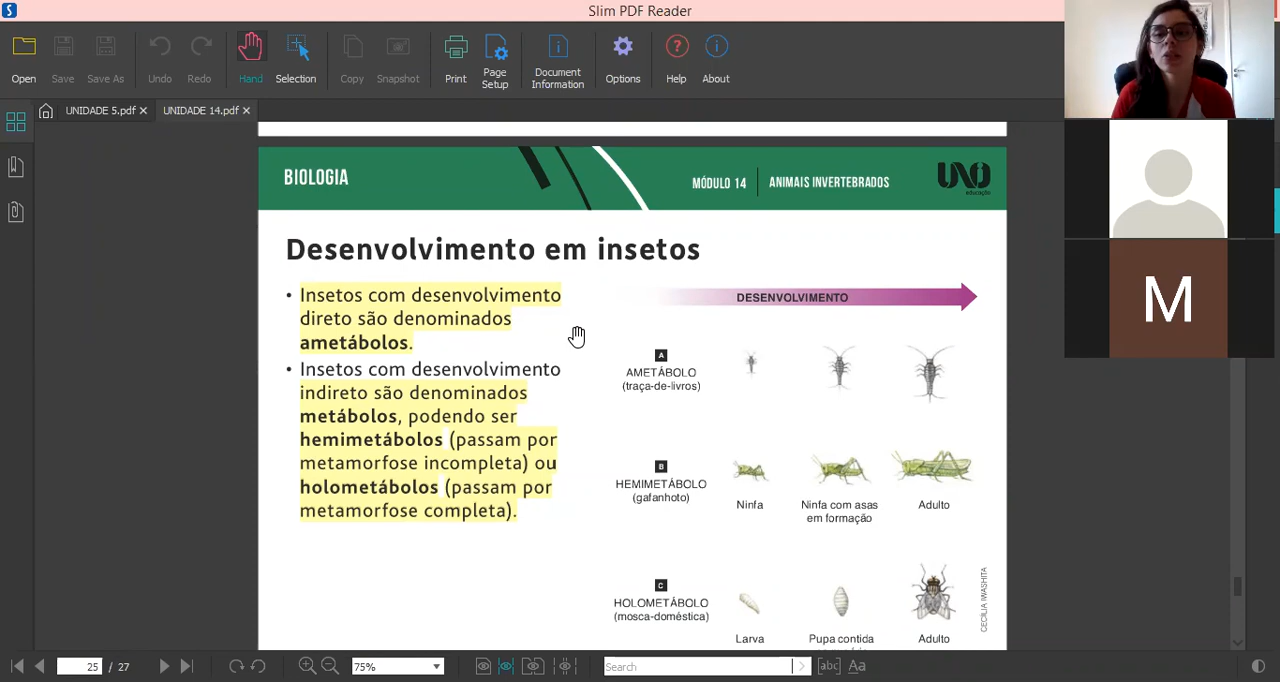 Slim PDF Reader
Open
Save
Save As
Undo
Redo
Hand
Selection
Copy
Snapshot
Print
Page Setup
Document Information
Options
Help
About
UNIDADE 5.pdf
UNIDADE 14.pdf
BIOLOGIA
MÓDULO 14
ANIMAIS INVERTEBRADOS
UNO
educação
Desenvolvimento em insetos
• Insetos com desenvolvimento
direto são denominados
ametábolos.
• Insetos com desenvolvimento
indireto são denominados
metábolos, podendo ser
hemimetábolos (passam por
metamorfose incompleta) ou
holometábolos (passam por
metamorfose completa).
DESENVOLVIMENTO
A
AMETÁBOLO
(traça-de-livros)
B
HEMIMETÁBOLO
(gafanhoto)
Ninfa
Ninfa com asas
em formação
Adulto
C
HOLOMETÁBOLO
(mosca-doméstica)
Larva
Pupa contida
Adulto
CECILIA IWASHITA
M
25 / 27
75%
Search
[abc]
Aa